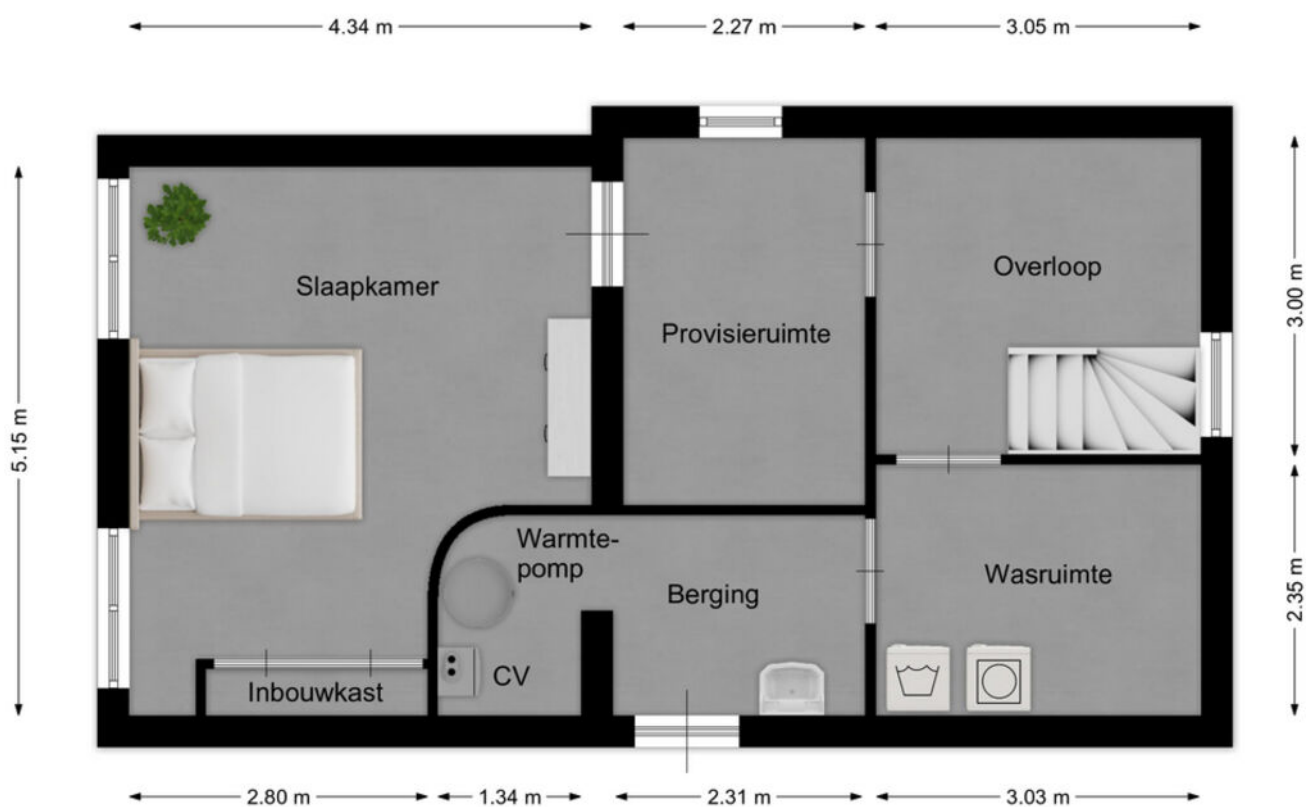 4.34 m
2.27 m
3.05 m
Slaapkamer
Overloop
3.00 m
Provisieruimte
5.15 m
Warmte-
pomp
Berging
Wasruimte
2.35 m
Inbouwkast
CV
2.80 m
1.34 m
2.31 m
3.03 m